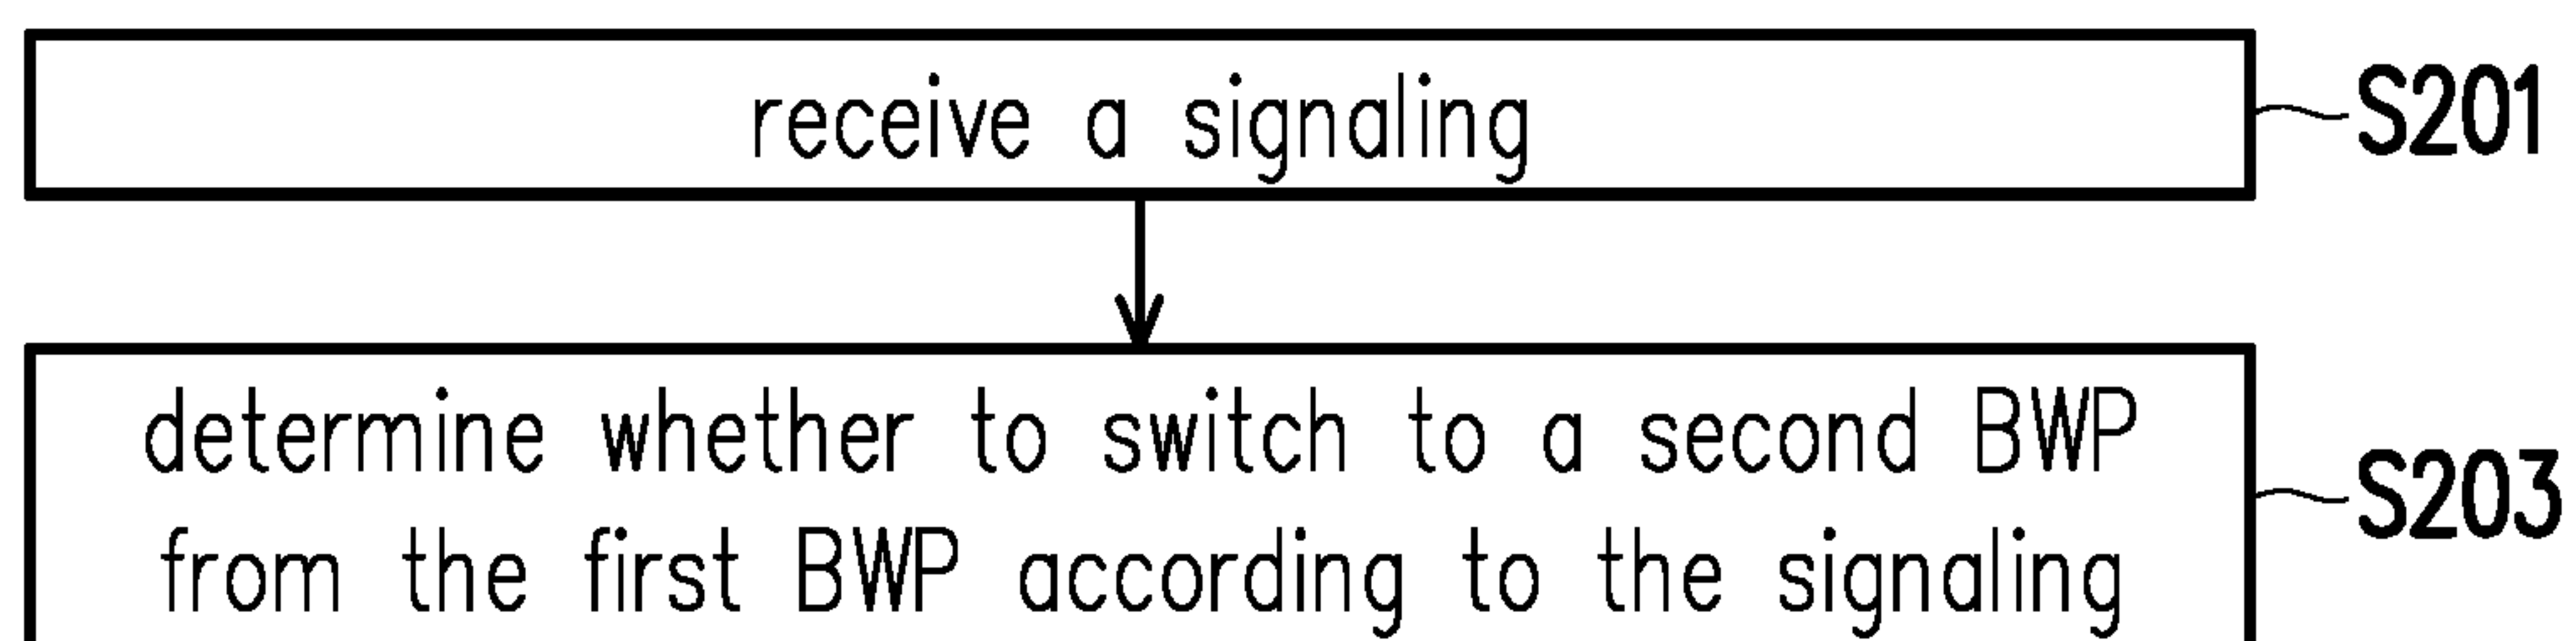 receive a signaling
S201
determine whether to switch to a second BWP
from the first BWP according to the signaling
S203